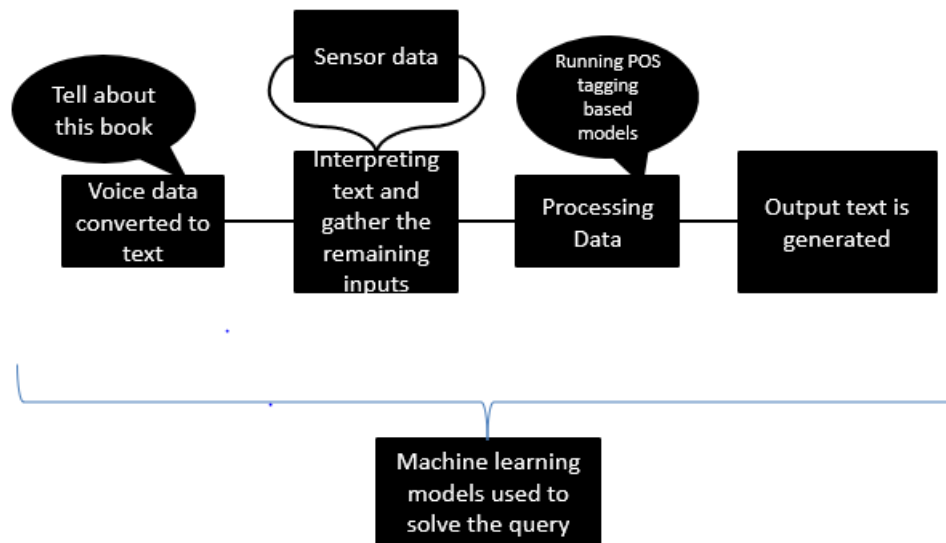 Sensor data
Tell about
this book
Running POS
tagging
based
models
Voice data
converted to
text
Interpreting
text and
gather the
remaining
inputs
Processing
Data
Output text is
generated
Machine learning
models used to
solve the query